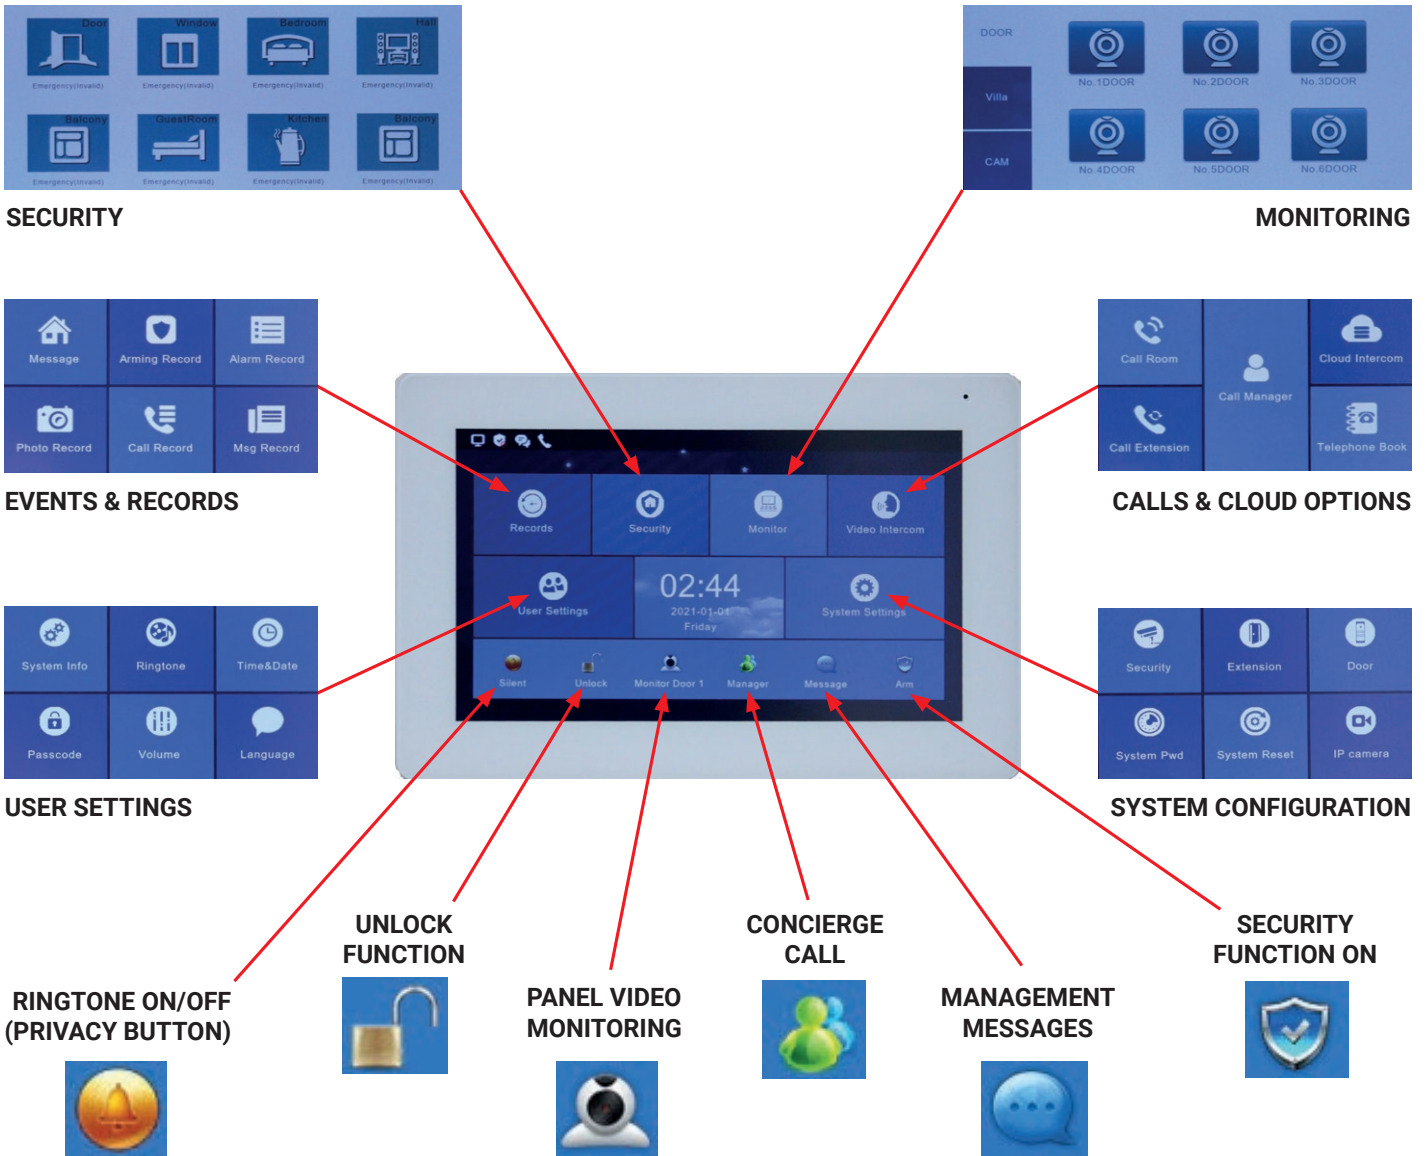 Door
Window
Bedroom
Hall
Emergency(Invalid)
Emergency(Invalid)
Emergency(Invalid)
Emergency(Invalid)
Balcony
GuestRoom
Kitchen
Balcony
Emergency(Invalid)
Emergency(Invalid)
Emergency(Invalid)
Emergency(Invalid)
SECURITY
DOOR
Villa
CAM
No.1DOOR
No.2DOOR
No.3DOOR
No.4DOOR
No.5DOOR
No.6DOOR
MONITORING
Message
Arming Record
Alarm Record
Photo Record
Call Record
Msg Record
EVENTS & RECORDS
Call Room
Call Manager
Cloud Intercom
Call Extension
Telephone Book
CALLS & CLOUD OPTIONS
Records
Security
Monitor
Video Intercom
User Settings
02:44
2021-01-01
Friday
System Settings
Silent
Unlock
Monitor Door 1
Manager
Message
Arm
System Info
Ringtone
Time&Date
Passcode
Volume
Language
USER SETTINGS
Security
Extension
Door
System Pwd
System Reset
IP camera
SYSTEM CONFIGURATION
RINGTONE ON/OFF
(PRIVACY BUTTON)
UNLOCK
FUNCTION
PANEL VIDEO
MONITORING
CONCIERGE
CALL
MANAGEMENT
MESSAGES
SECURITY
FUNCTION ON